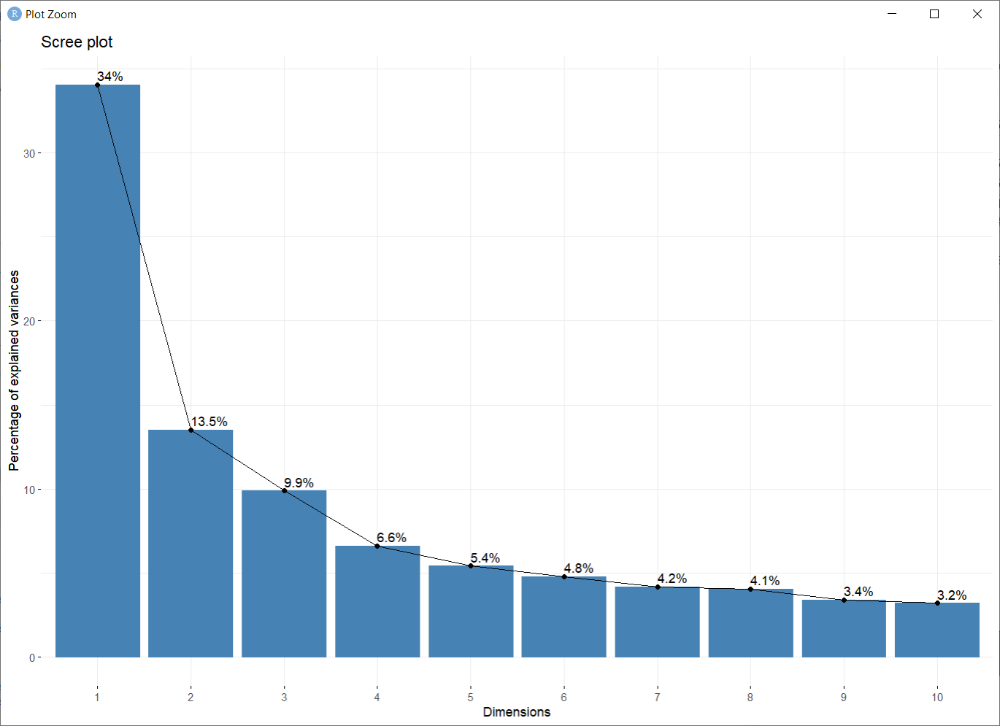 R Plot Zoom
Scree plot
34%
13.5%
9.9%
6.6%
5.4%
4.8%
4.2%
4.1%
3.4%
3.2%
30
20
10
0
Percentage of explained variances
1 2 3 4 5 6 7 8 9 10
Dimensions